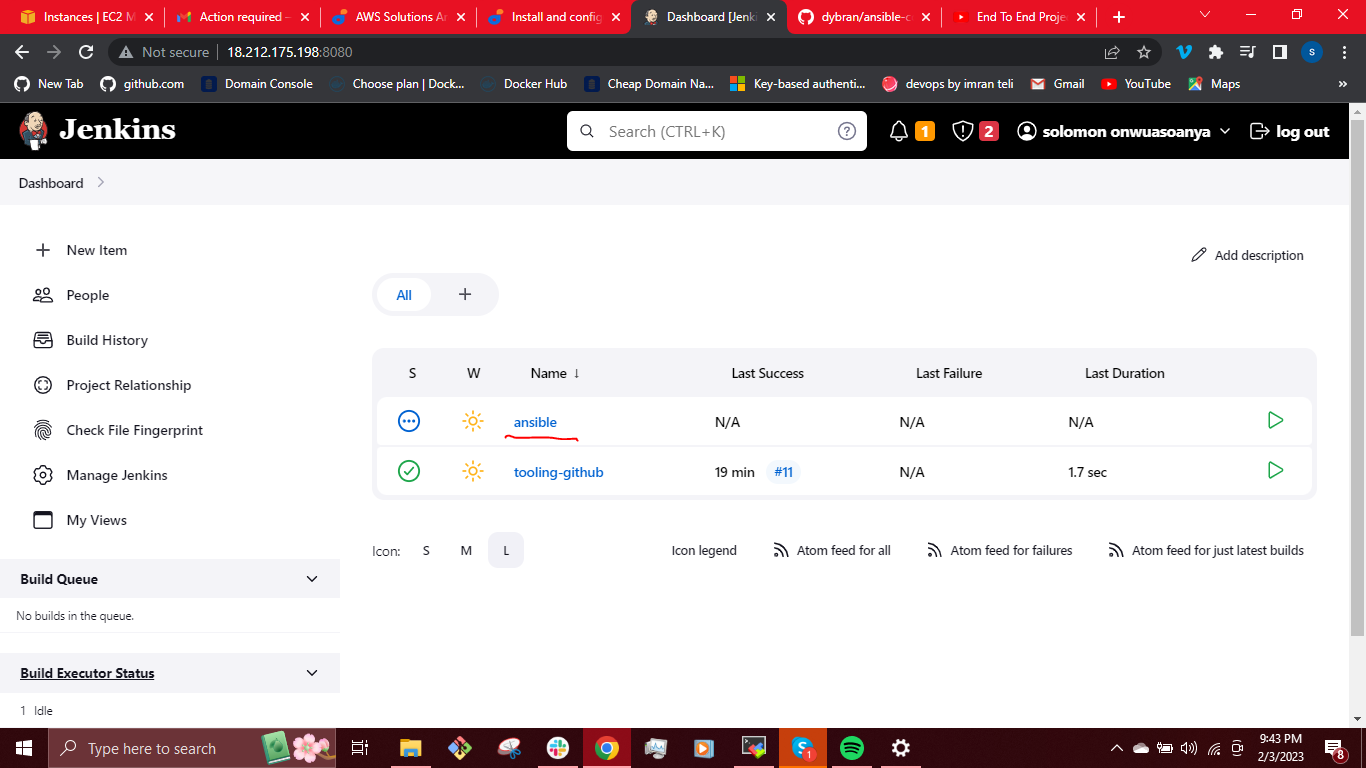 Instances | EC2 M
Action required –
AWS Solutions Ar
Install and config
Dashboard [Jenki
dybran/ansible-c
End To End Proje
Not secure 18.212.175.198:8080
S
New Tab
github.com
Domain Console
Choose plan | Dock...
Docker Hub
Cheap Domain Na...
Key-based authenti...
devops by imran teli
Gmail
YouTube
Maps
»
Jenkins
Search (CTRL+K)
?
1
2
solomon onwuasoanya
log out
Dashboard
New Item
People
Build History
Project Relationship
Check File Fingerprint
Manage Jenkins
My Views
Build Queue
No builds in the queue.
Build Executor Status
1 Idle
Add description
All +
S W Name ↓ Last Success Last Failure Last Duration
ansible N/A N/A N/A
tooling-github 19 min #11 N/A 1.7 sec
Icon: S M L
Icon legend
Atom feed for all
Atom feed for failures
Atom feed for just latest builds
Type here to search
1
9:43 PM
2/3/2023
8